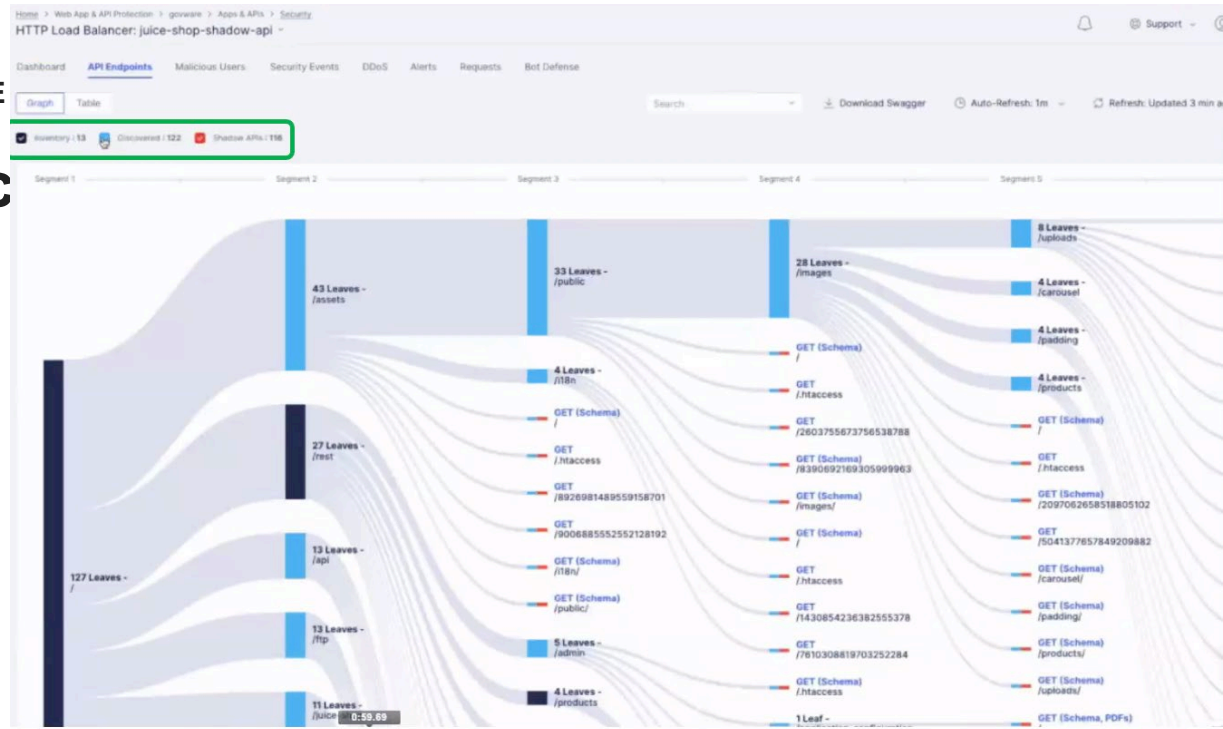 Home > Web App & API Protection > govware > Apps & APIs > Security
HTTP Load Balancer: juice-shop-shadow-api
Support
Dashboard API Endpoints Malicious Users Security Events DDoS Alerts Requests Bot Defense
Graph Table
Search
Download Swagger
Auto-Refresh: 1m
Refresh: Updated 3 min a
Inventory | 13 Discovered | 122 Shadow APIs | 116
Segment 1 Segment 2 Segment 3 Segment 4 Segment 5
127 Leaves -
/
43 Leaves -
/assets
27 Leaves -
/rest
13 Leaves -
/api
13 Leaves -
/ftp
11 Leaves -
0:59.69
33 Leaves -
/public
4 Leaves -
/i18n
GET (Schema)
/
GET
/.htaccess
GET
/8926981489559158701
GET
/9006885552552128192
GET (Schema)
/i18n/
GET (Schema)
/public/
5 Leaves -
/admin
4 Leaves -
/products
28 Leaves -
/images
GET (Schema)
/
GET
/.htaccess
GET
/2603755673756538788
GET (Schema)
/8390692169305999963
GET (Schema)
/images/
GET (Schema)
/
GET
/.htaccess
GET
/1430854236382555378
GET
/7610308819703252284
GET (Schema)
/.htaccess
1 Leaf -
8 Leaves -
/uploads
4 Leaves -
/carousel
4 Leaves -
/padding
4 Leaves -
/products
GET (Schema)
/
GET
/.htaccess
GET (Schema)
/2097062658518805102
GET
/5041377657849209882
GET (Schema)
/carousel/
GET (Schema)
/padding/
GET (Schema)
/products/
GET (Schema)
/uploads/
GET (Schema, PDFs)